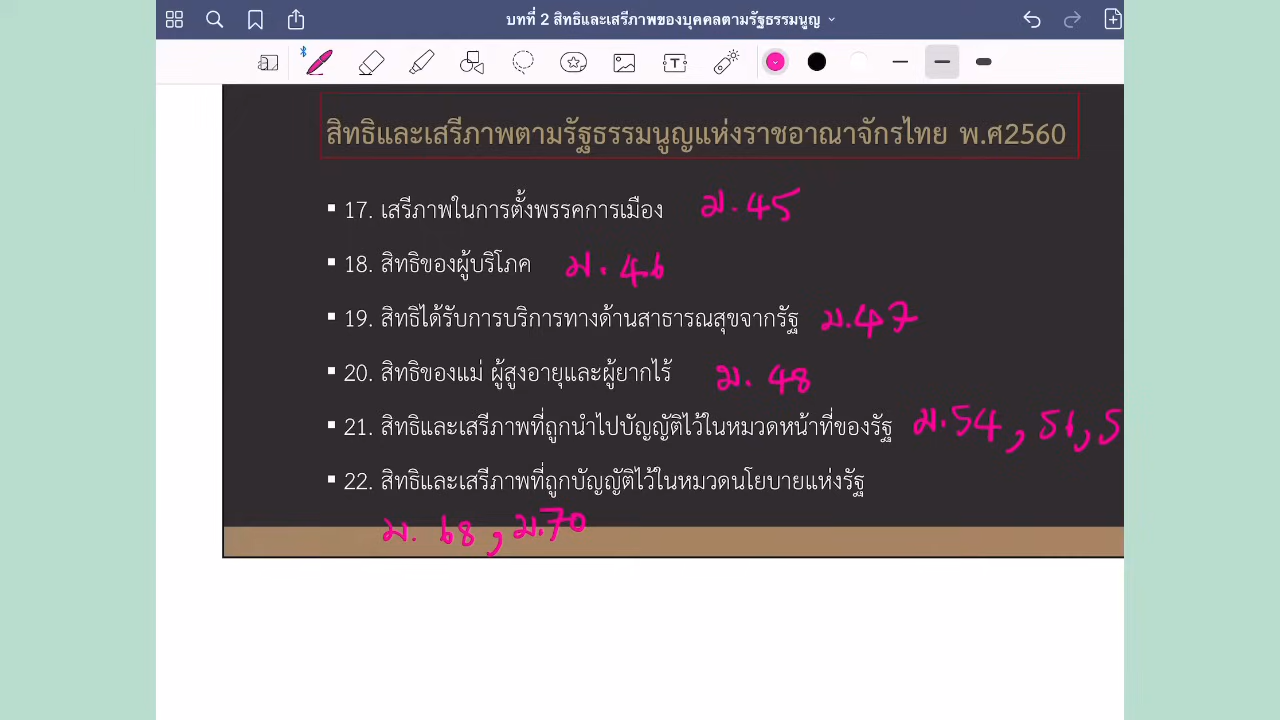 บทที่ 2 สิทธิและเสรีภาพของบุคคลตามรัฐธรรมนูญ
สิทธิและเสรีภาพตามรัฐธรรมนูญแห่งราชอาณาจักรไทย พ.ศ2560
17. เสรีภาพในการตั้งพรรคการเมือง ม.45
18. สิทธิของผู้บริโภค ม.46
19. สิทธิได้รับการบริการทางด้านสาธารณสุขจากรัฐ ม.47
20. สิทธิของแม่ ผู้สูงอายุและผู้ยากไร้ ม.48
21. สิทธิและเสรีภาพที่ถูกนำไปบัญญัติไว้ในหมวดหน้าที่ของรัฐ ม.54, 51, 5
22. สิทธิและเสรีภาพที่ถูกบัญญัติไว้ในหมวดนโยบายแห่งรัฐ
ม. 68, ม.70